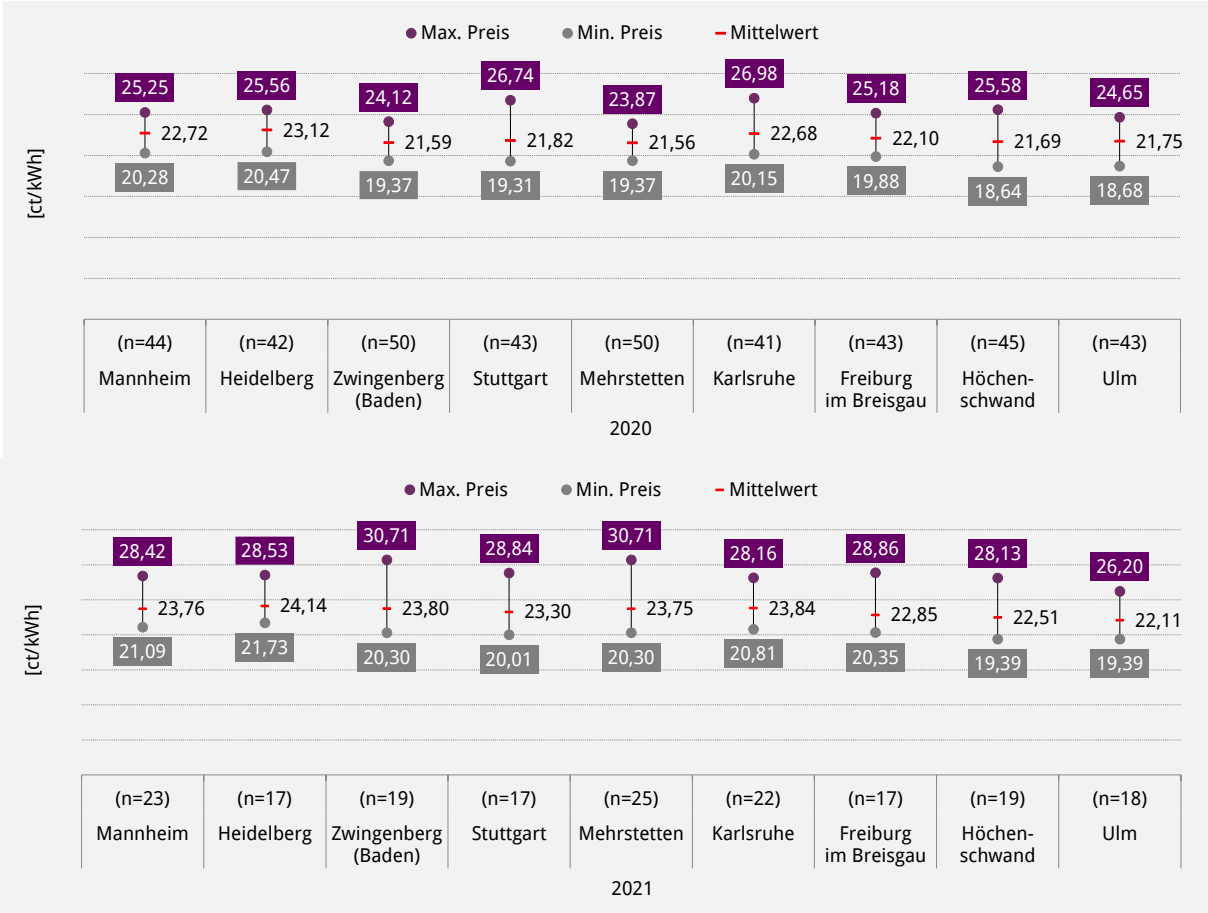 Max. Preis Min. Preis Mittelwert
[ct/kWh]
25,25 25,56 24,12 26,74 23,87 26,98 25,18 25,58 24,65
22,72 23,12 21,59 21,82 21,56 22,68 22,10 21,69 21,75
20,28 20,47 19,37 19,31 19,37 20,15 19,88 18,64 18,68
(n=44) (n=42) (n=50) (n=43) (n=50) (n=41) (n=43) (n=45) (n=43)
Mannheim Heidelberg Zwingenberg Stuttgart Mehrstetten Karlsruhe Freiburg Höchen- Ulm
(Baden) im Breisgau schwand
2020
Max. Preis Min. Preis Mittelwert
[ct/kWh]
28,42 28,53 30,71 28,84 30,71 28,16 28,86 28,13 26,20
23,76 24,14 23,80 23,30 23,75 23,84 22,85 22,51 22,11
21,09 21,73 20,30 20,01 20,30 20,81 20,35 19,39 19,39
(n=23) (n=17) (n=19) (n=17) (n=25) (n=22) (n=17) (n=19) (n=18)
Mannheim Heidelberg Zwingenberg Stuttgart Mehrstetten Karlsruhe Freiburg Höchen- Ulm
(Baden) im Breisgau schwand
2021